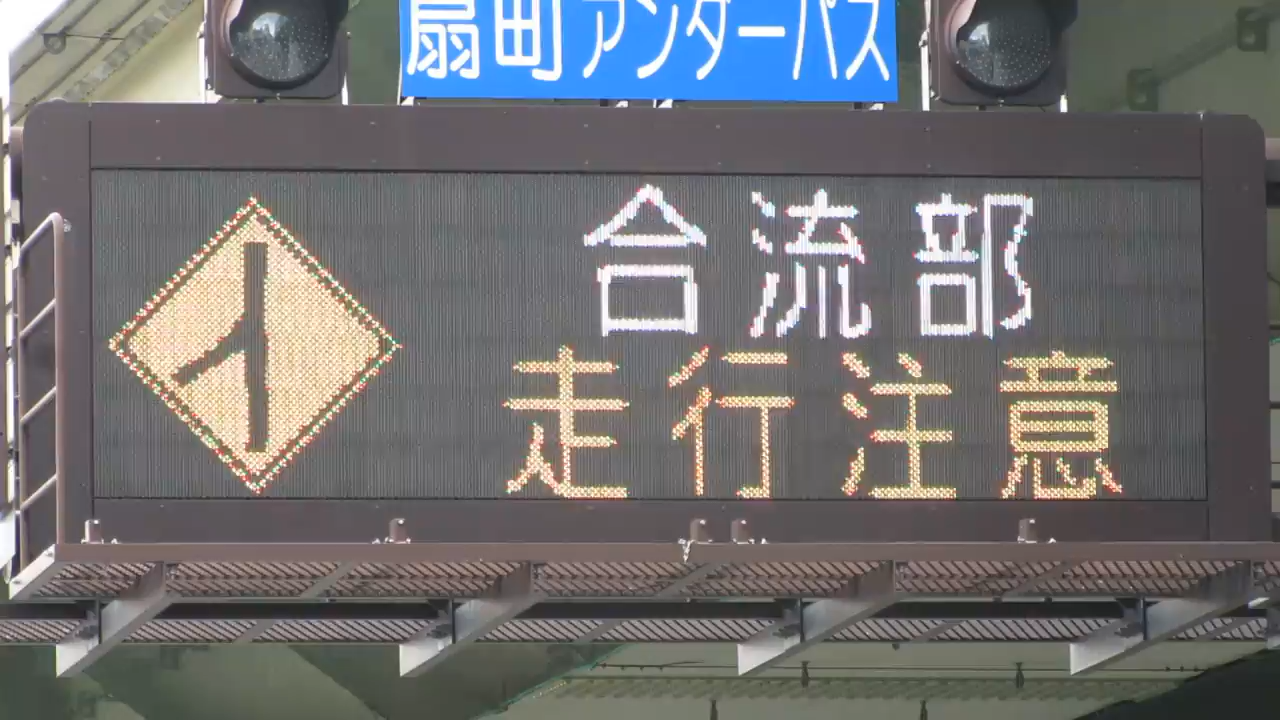 扇町アンダーパス
合流部
走行注意